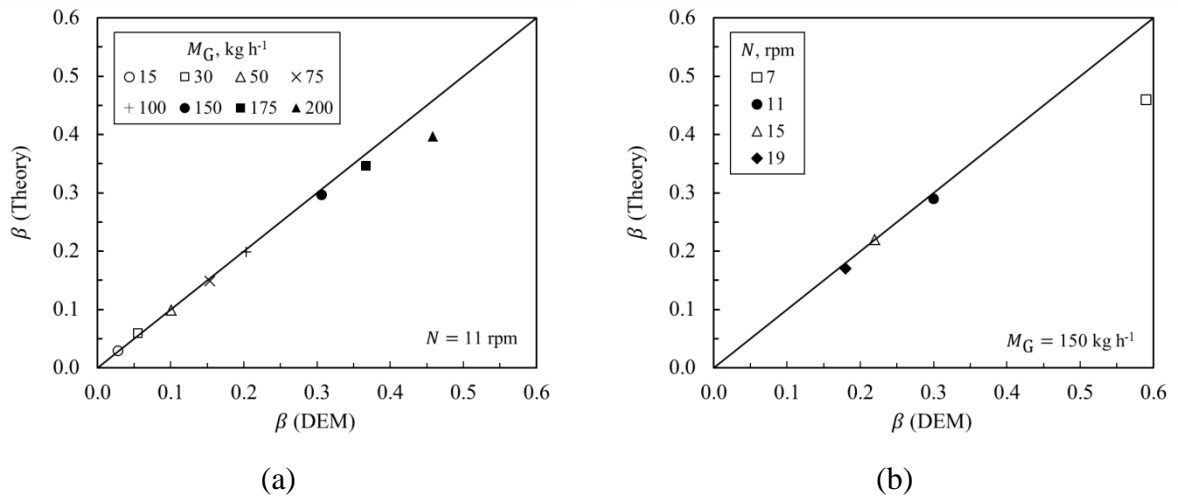 0.6
0.5
0.4
0.3
0.2
0.1
0.0
β (Theory)
M_G, kg h⁻¹
○ 15 □ 30 △ 50 × 75
+ 100 ● 150 ■ 175 ▲ 200
N = 11 rpm
0.0 0.1 0.2 0.3 0.4 0.5 0.6
β (DEM)
(a)
0.6
0.5
0.4
0.3
0.2
0.1
0.0
β (Theory)
N, rpm
□ 7
● 11
△ 15
◆ 19
M_G = 150 kg h⁻¹
0.0 0.1 0.2 0.3 0.4 0.5 0.6
β (DEM)
(b)